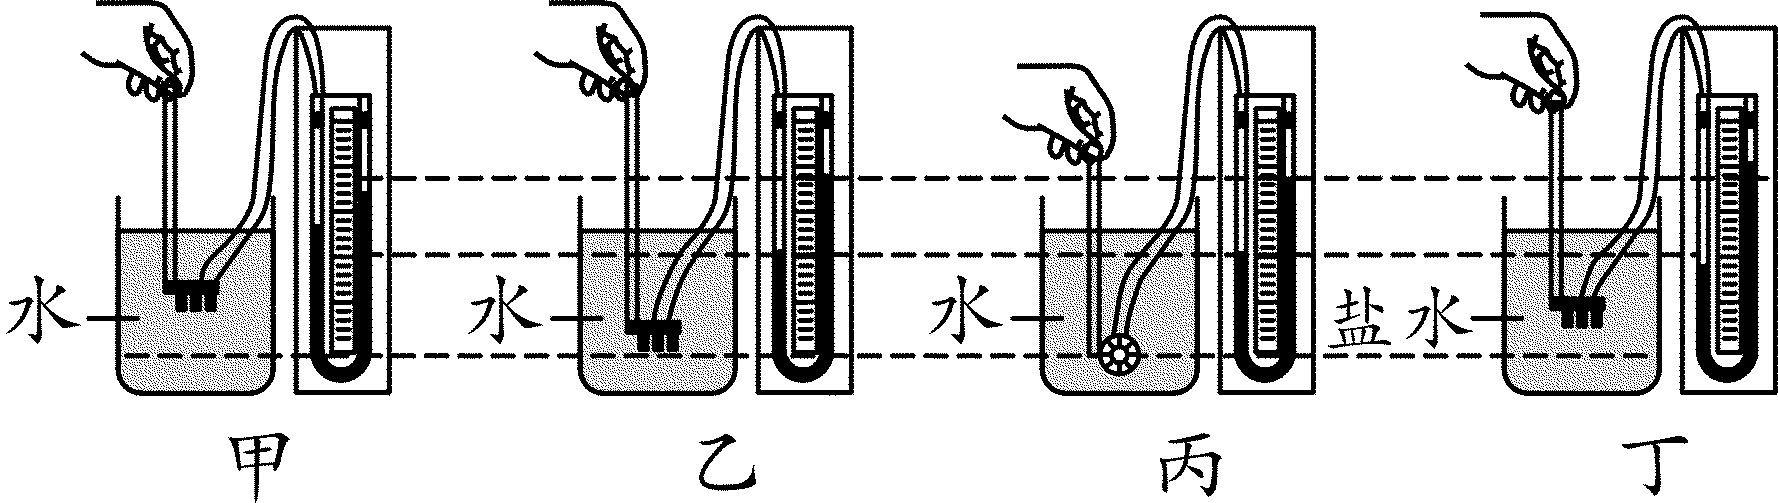 水 水 水 盐水
甲 乙 丙 丁